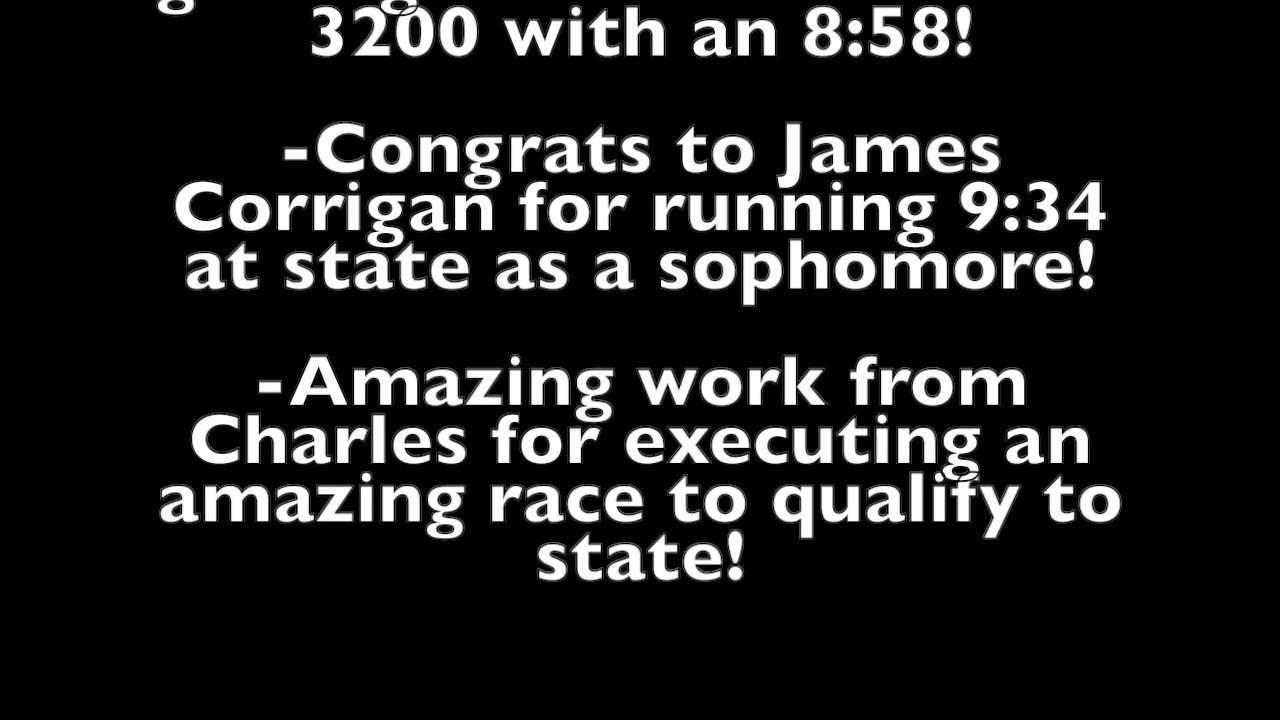 3200 with an 8:58!
-Congrats to James
Corrigan for running 9:34
at state as a sophomore!
-Amazing work from
Charles for executing an
amazing race to qualify to
state!